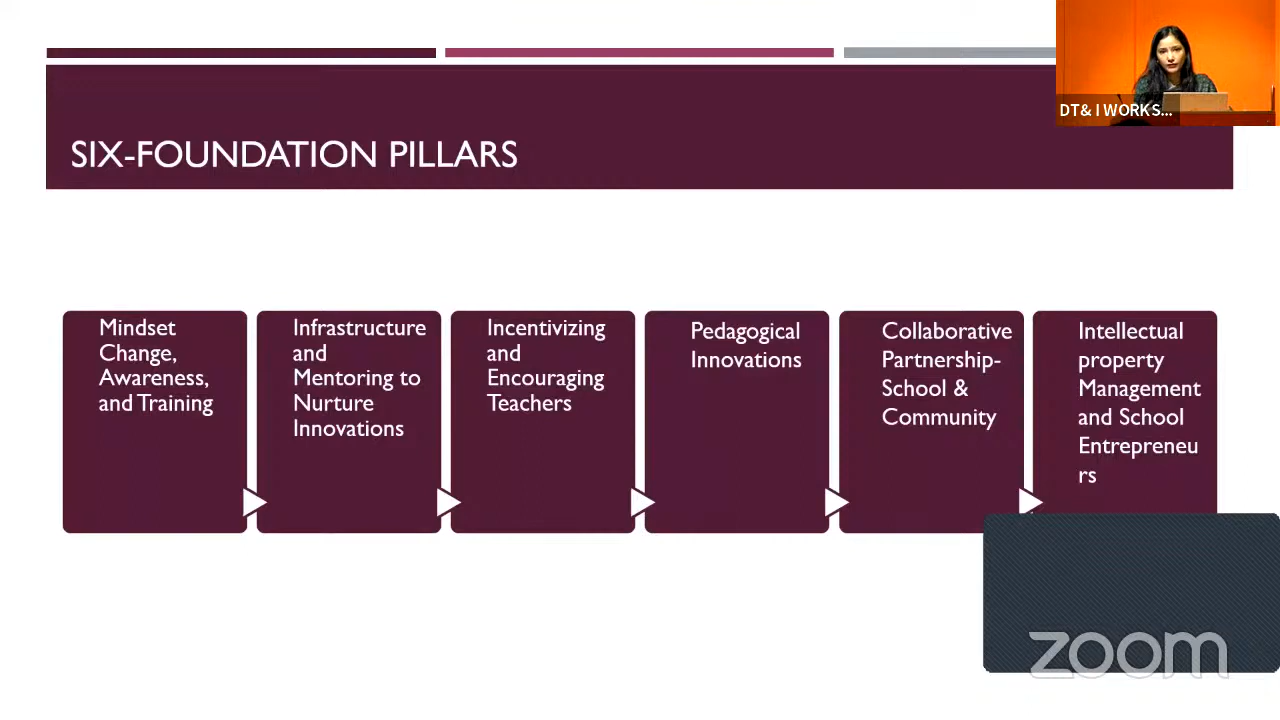 DT& I WORKS...
SIX-FOUNDATION PILLARS
Mindset
Change,
Awareness,
and Training
Infrastructure
and
Mentoring to
Nurture
Innovations
Incentivizing
and
Encouraging
Teachers
Pedagogical
Innovations
Collaborative
Partnership-
School &
Community
Intellectual
property
Management
and School
Entrepreneu
rs
zoom